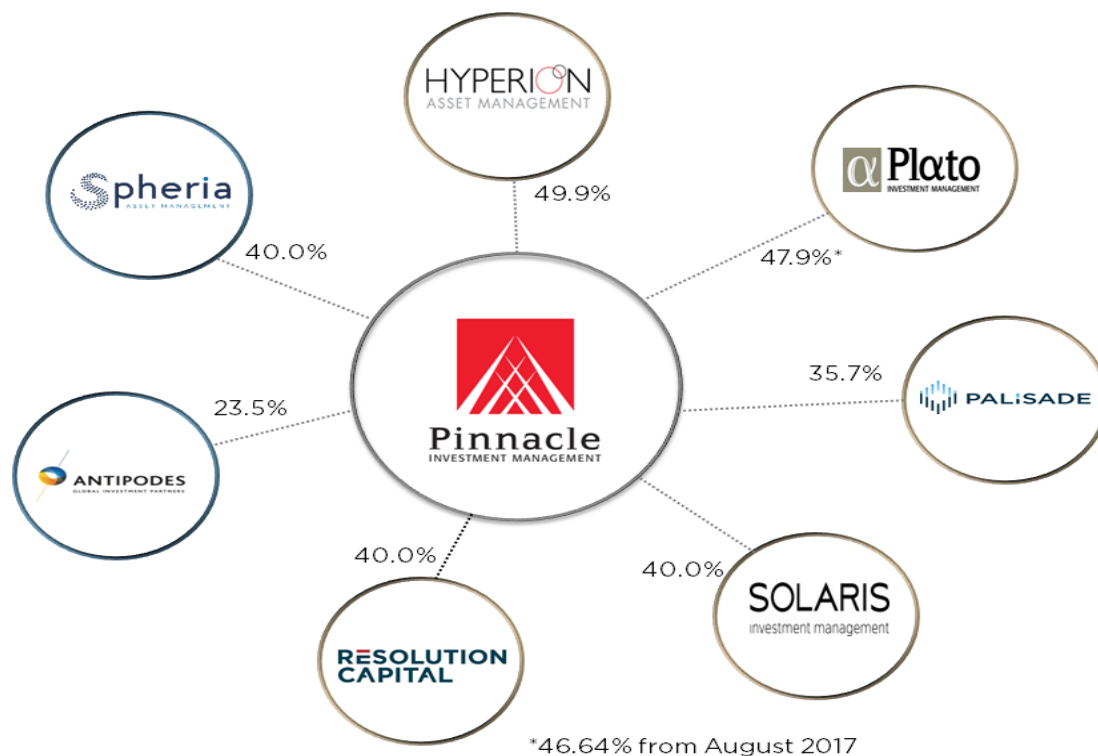 HYPERION
ASSET MANAGEMENT
49.9%
Spheria
ASSET MANAGEMENT
40.0%
α Plato
INVESTMENT MANAGEMENT
47.9%*
35.7%
PALiSADE
Pinnacle
INVESTMENT MANAGEMENT
23.5%
ANTIPODES
GLOBAL INVESTMENT PARTNERS
40.0%
RESOLUTION
CAPITAL
40.0%
SOLARIS
investment management
*46.64% from August 2017